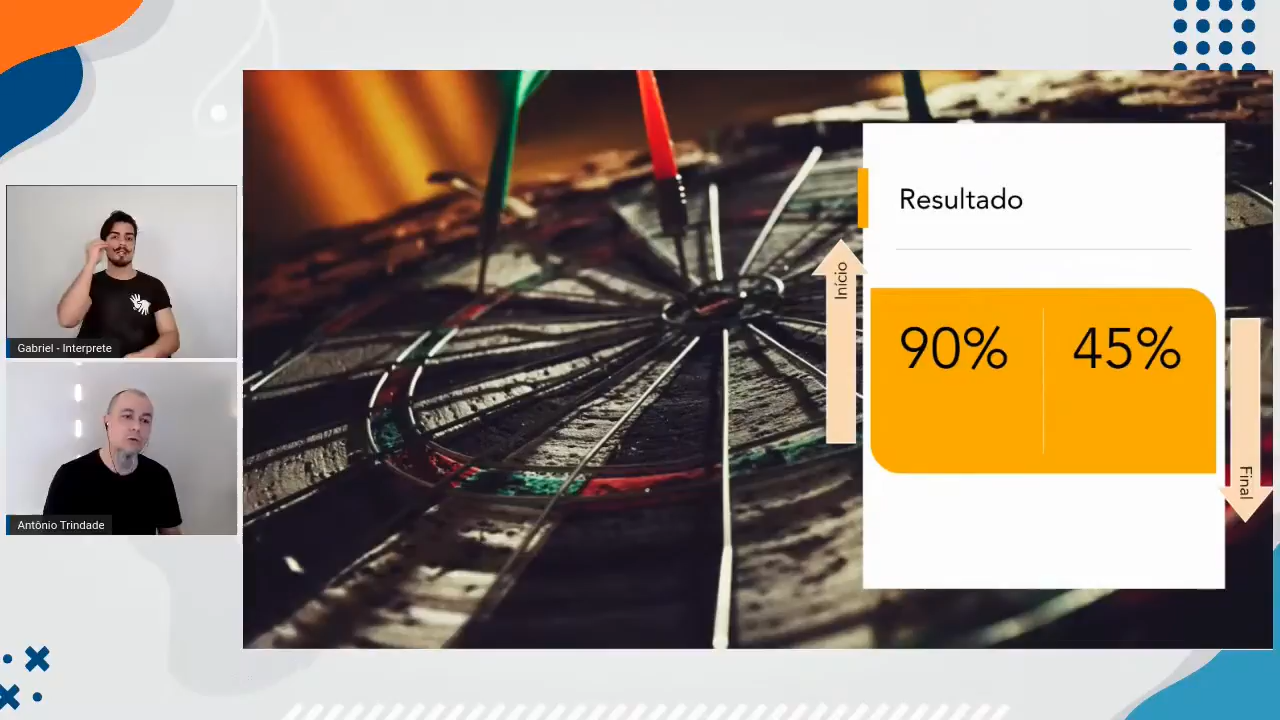 Resultado
Início
90%
45%
Final
Gabriel - Interprete
Antônio Trindade